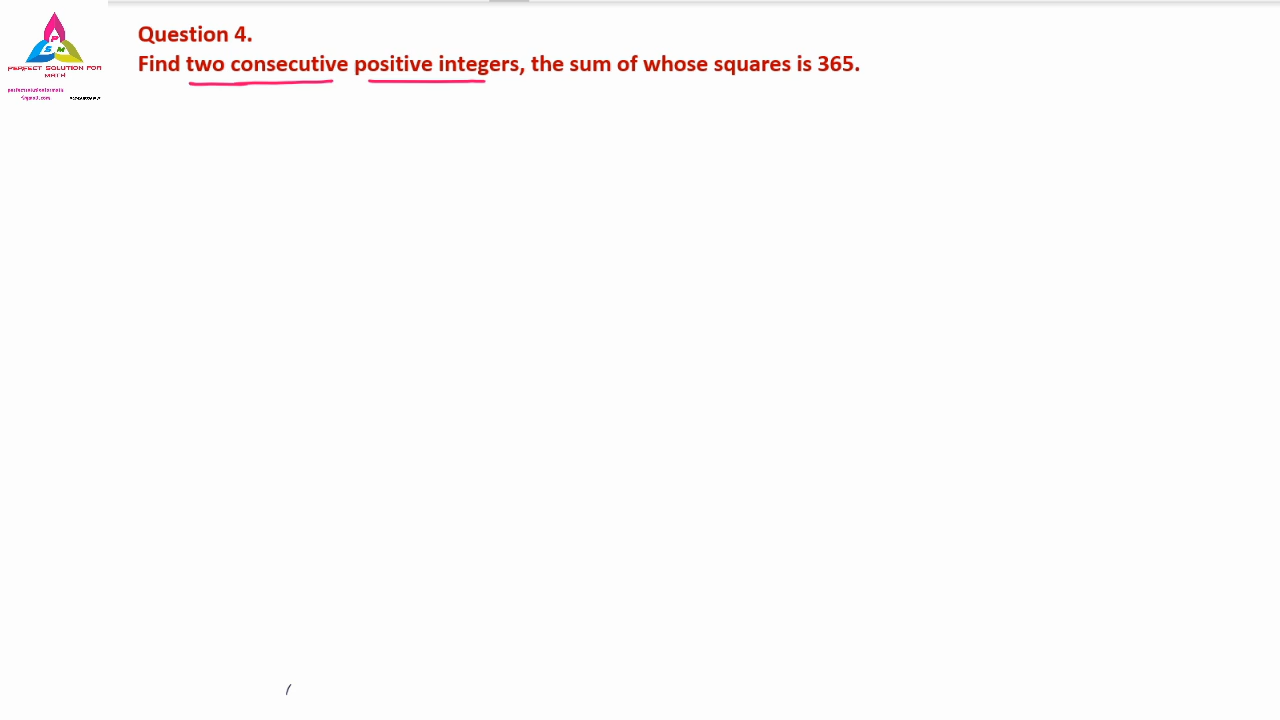 Question 4.
Find two consecutive positive integers, the sum of whose squares is 365.
P
S M
PERFECT SOLUTION FOR
MATH